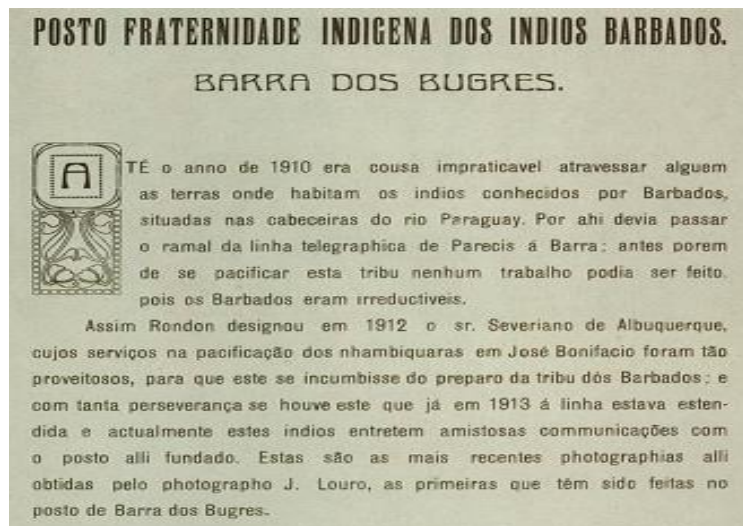 POSTO FRATERNIDADE INDIGENA DOS INDIOS BARBADOS.
BARRA DOS BUGRES.
ATÉ o anno de 1910 era cousa impraticavel atravessar alguem
as terras onde habitam os indios conhecidos por Barbados,
situadas nas cabeceiras do rio Paraguay. Por ahi devia passar
o ramal da linha telegraphica de Parecis á Barra; antes porem
de se pacificar esta tribu nenhum trabalho podia ser feito,
pois os Barbados eram irreductiveis.
Assim Rondon designou em 1912 o sr. Severiano de Albuquerque,
cujos serviços na pacificação dos nhambiquaras em José Bonifacio foram tão
proveitosos, para que este se incumbisse do preparo da tribu dos Barbados; e
com tanta perseverança se houve este que já em 1913 á linha estava esten-
dida e actualmente estes indios entretem amistosas communicações com
o posto alli fundado. Estas são as mais recentes photographias alli
obtidas pelo photographo J. Louro, as primeiras que têm sido feitas no
posto de Barra dos Bugres.